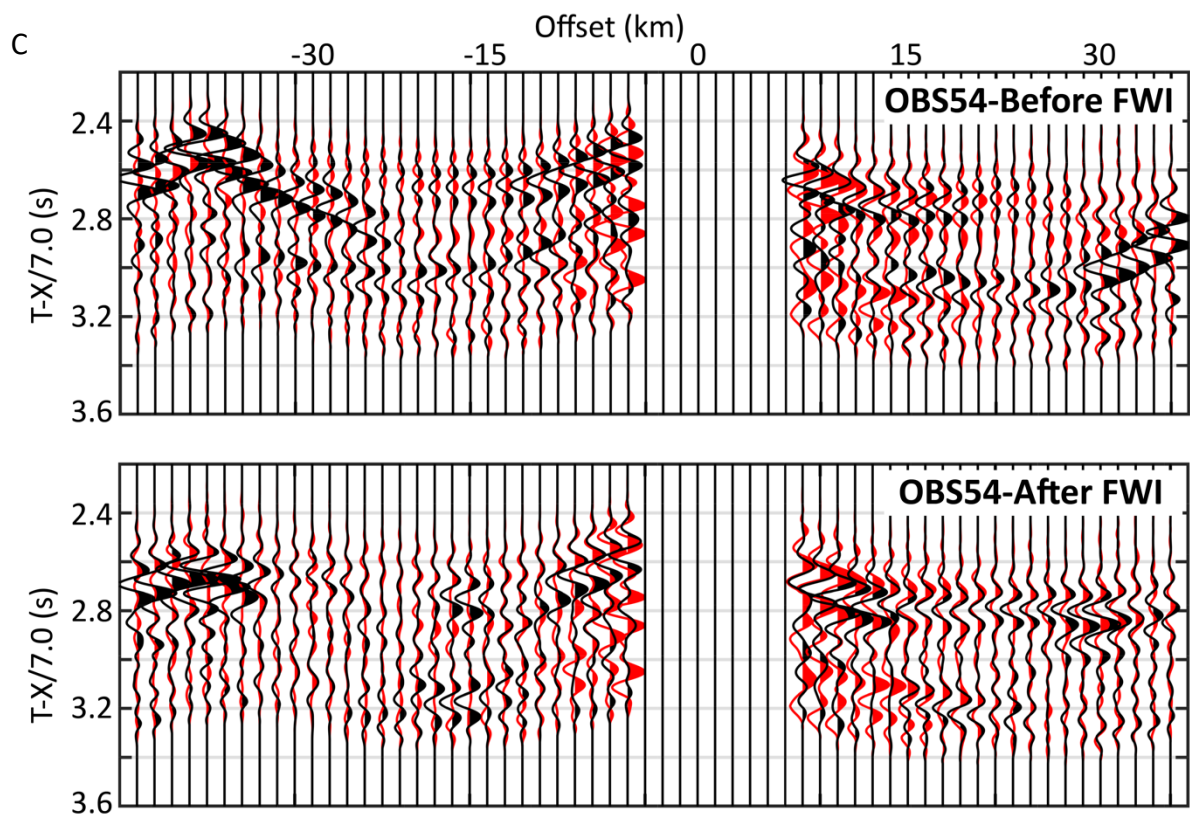 C
Offset (km)
-30 -15 0 15 30
OBS54-Before FWI
T-X/7.0 (s)
2.4
2.8
3.2
3.6
OBS54-After FWI
T-X/7.0 (s)
2.4
2.8
3.2
3.6